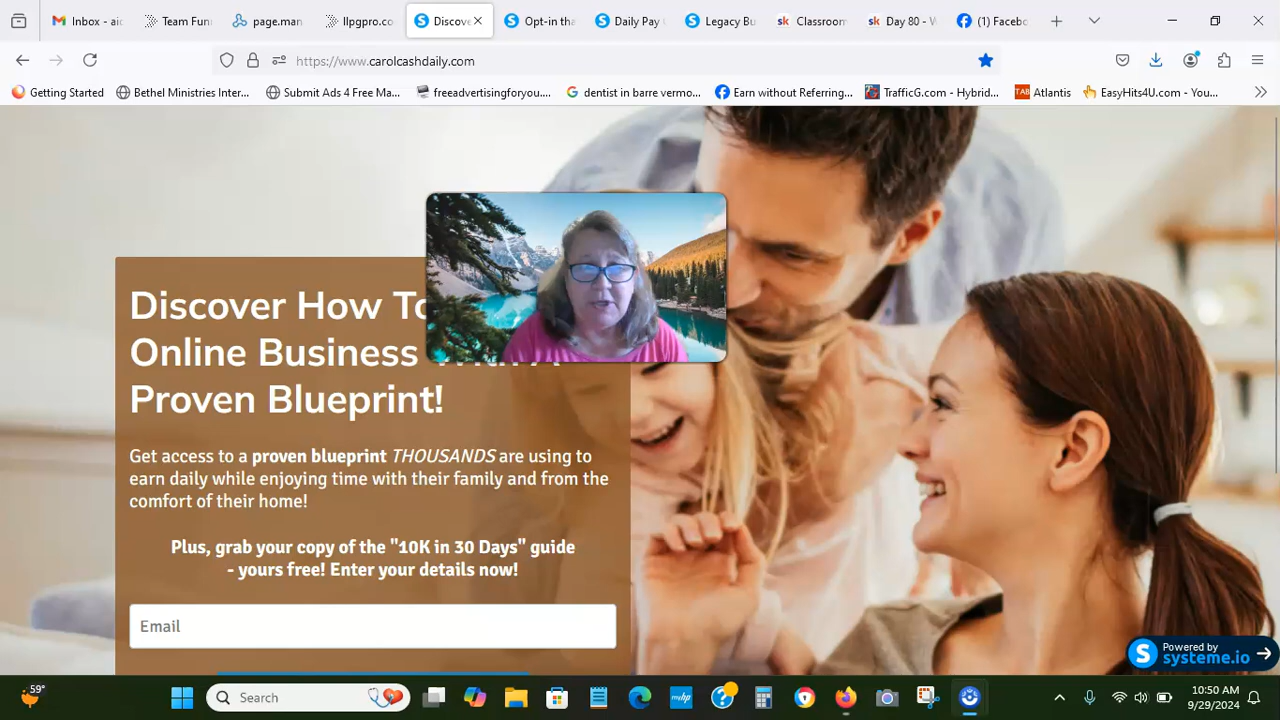 Inbox - aid
Team Fun
page.man
llpgpro.co
Discove
Opt-in tha
Daily Pay
Legacy Bu
Classroom
Day 80 -
(1) Facebo
https://www.carolcashdaily.com
Getting Started
Bethel Ministries Inter...
Submit Ads 4 Free Ma...
freeadvertisingforyou....
dentist in barre vermo...
Earn without Referring...
TrafficG.com - Hybrid...
TAB
Atlantis
EasyHits4U.com - You...
Discover How To
Online Business With A
Proven Blueprint!
Get access to a proven blueprint THOUSANDS are using to
earn daily while enjoying time with their family and from the
comfort of their home!
Plus, grab your copy of the "10K in 30 Days" guide
- yours free! Enter your details now!
Email
Powered by
systeme.io
59°
Search
10:50 AM
9/29/2024